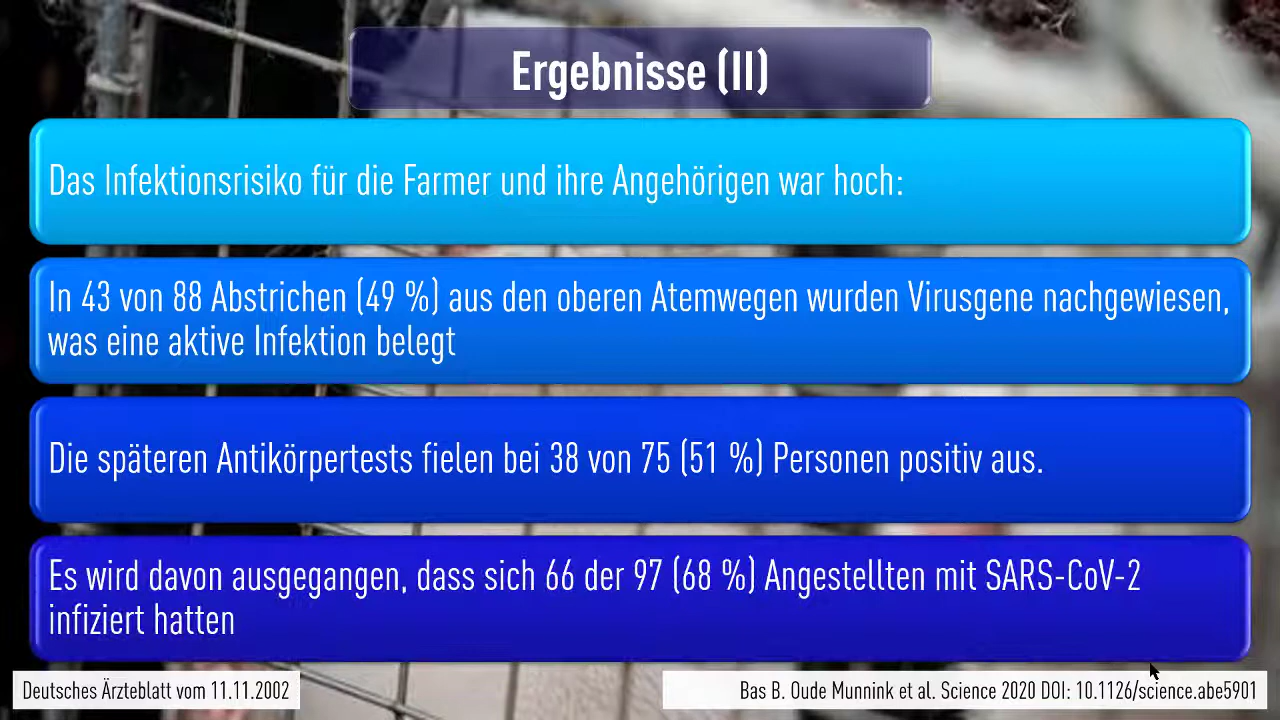 Ergebnisse (II)
Das Infektionsrisiko für die Farmer und ihre Angehörigen war hoch:
In 43 von 88 Abstrichen (49 %) aus den oberen Atemwegen wurden Virusgene nachgewiesen,
was eine aktive Infektion belegt
Die späteren Antikörpertests fielen bei 38 von 75 (51 %) Personen positiv aus.
Es wird davon ausgegangen, dass sich 66 der 97 (68 %) Angestellten mit SARS-CoV-2
infiziert hatten
Deutsches Ärzteblatt vom 11.11.2002
Bas B. Oude Munnink et al. Science 2020 DOI: 10.1126/science.abe5901